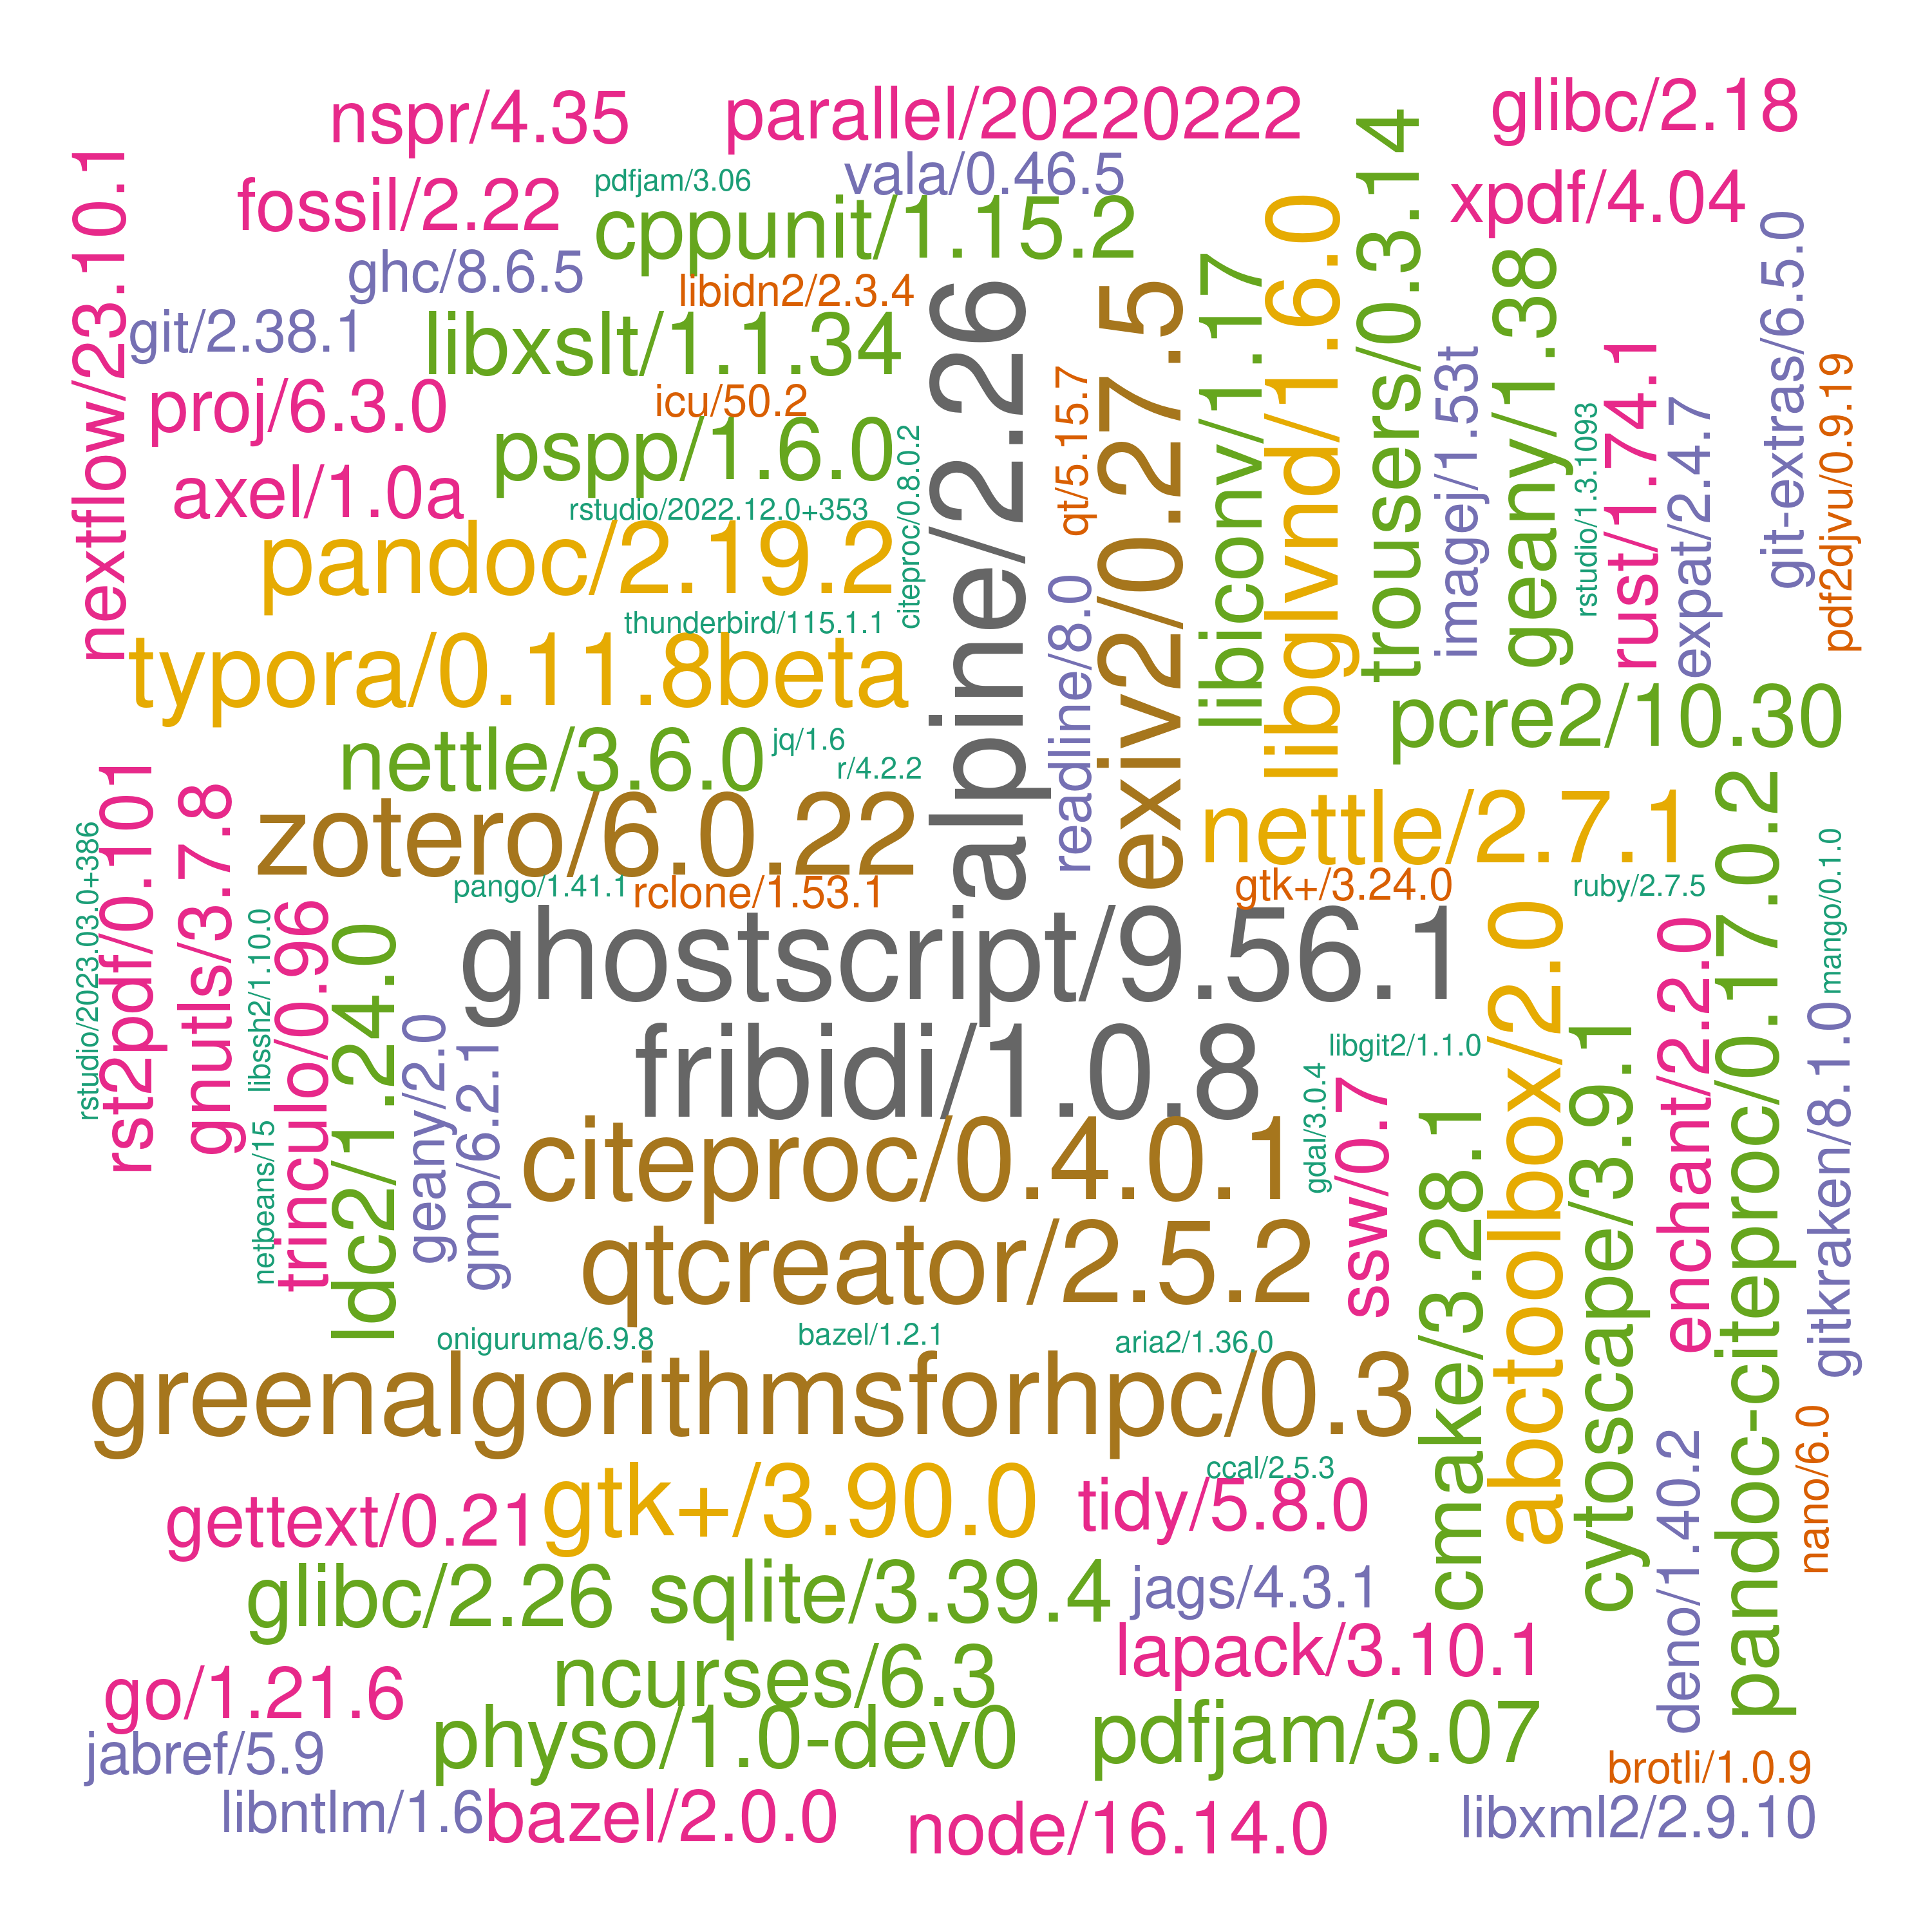 nspr/4.35
parallel/20220222
glibc/2.18
nextflow/23.10.1
fossil/2.22
pdfjam/3.06
vala/0.46.5
cppunit/1.15.2
trousers/0.3.14
xpdf/4.04
ghc/8.6.5
libidn2/2.3.4
git/2.38.1
libxslt/1.1.34
alpine/2.26
exiv2/0.27.5
libiconv/1.17
libglvnd/1.6.0
geany/1.38
git-extras/6.5.0
proj/6.3.0
icu/50.2
qt/5.15.7
imagej/1.53t
rstudio/1.3.1093
rust/1.74.1
expat/2.4.7
pdf2djvu/0.9.19
axel/1.0a
pspp/1.6.0
citeproc/0.8.0.2
rstudio/2022.12.0+353
pandoc/2.19.2
thunderbird/115.1.1
readline/8.0
typora/0.11.8beta
pcre2/10.30
nettle/3.6.0
jq/1.6
r/4.2.2
rstudio/2023.03.0+386
rst2pdf/0.101
gnutls/3.7.8
zotero/6.0.22
nettle/2.7.1
pandoc-citeproc/0.17.0.2
mango/0.1.0
pango/1.41.1
rclone/1.53.1
gtk+/3.24.0
ruby/2.7.5
libssh2/1.10.0
trinculo/0.96
ldc2/1.24.0
ghostscript/9.56.1
abctoolbox/2.0
enchant/2.2.0
geany/2.0
gmp/6.2.1
fribidi/1.0.8
libgit2/1.1.0
cytoscape/3.9.1
gitkraken/8.1.0
netbeans/15
citeproc/0.4.0.1
gdal/3.0.4
ssw/0.7
cmake/3.28.1
qtcreator/2.5.2
oniguruma/6.9.8
bazel/1.2.1
aria2/1.36.0
greenalgorithmsforhpc/0.3
deno/1.40.2
nano/6.0
ccal/2.5.3
gettext/0.21
gtk+/3.90.0
tidy/5.8.0
glibc/2.26
sqlite/3.39.4
jags/4.3.1
lapack/3.10.1
go/1.21.6
ncurses/6.3
jabref/5.9
physo/1.0-dev0
pdfjam/3.07
brotli/1.0.9
libntlm/1.6
bazel/2.0.0
node/16.14.0
libxml2/2.9.10